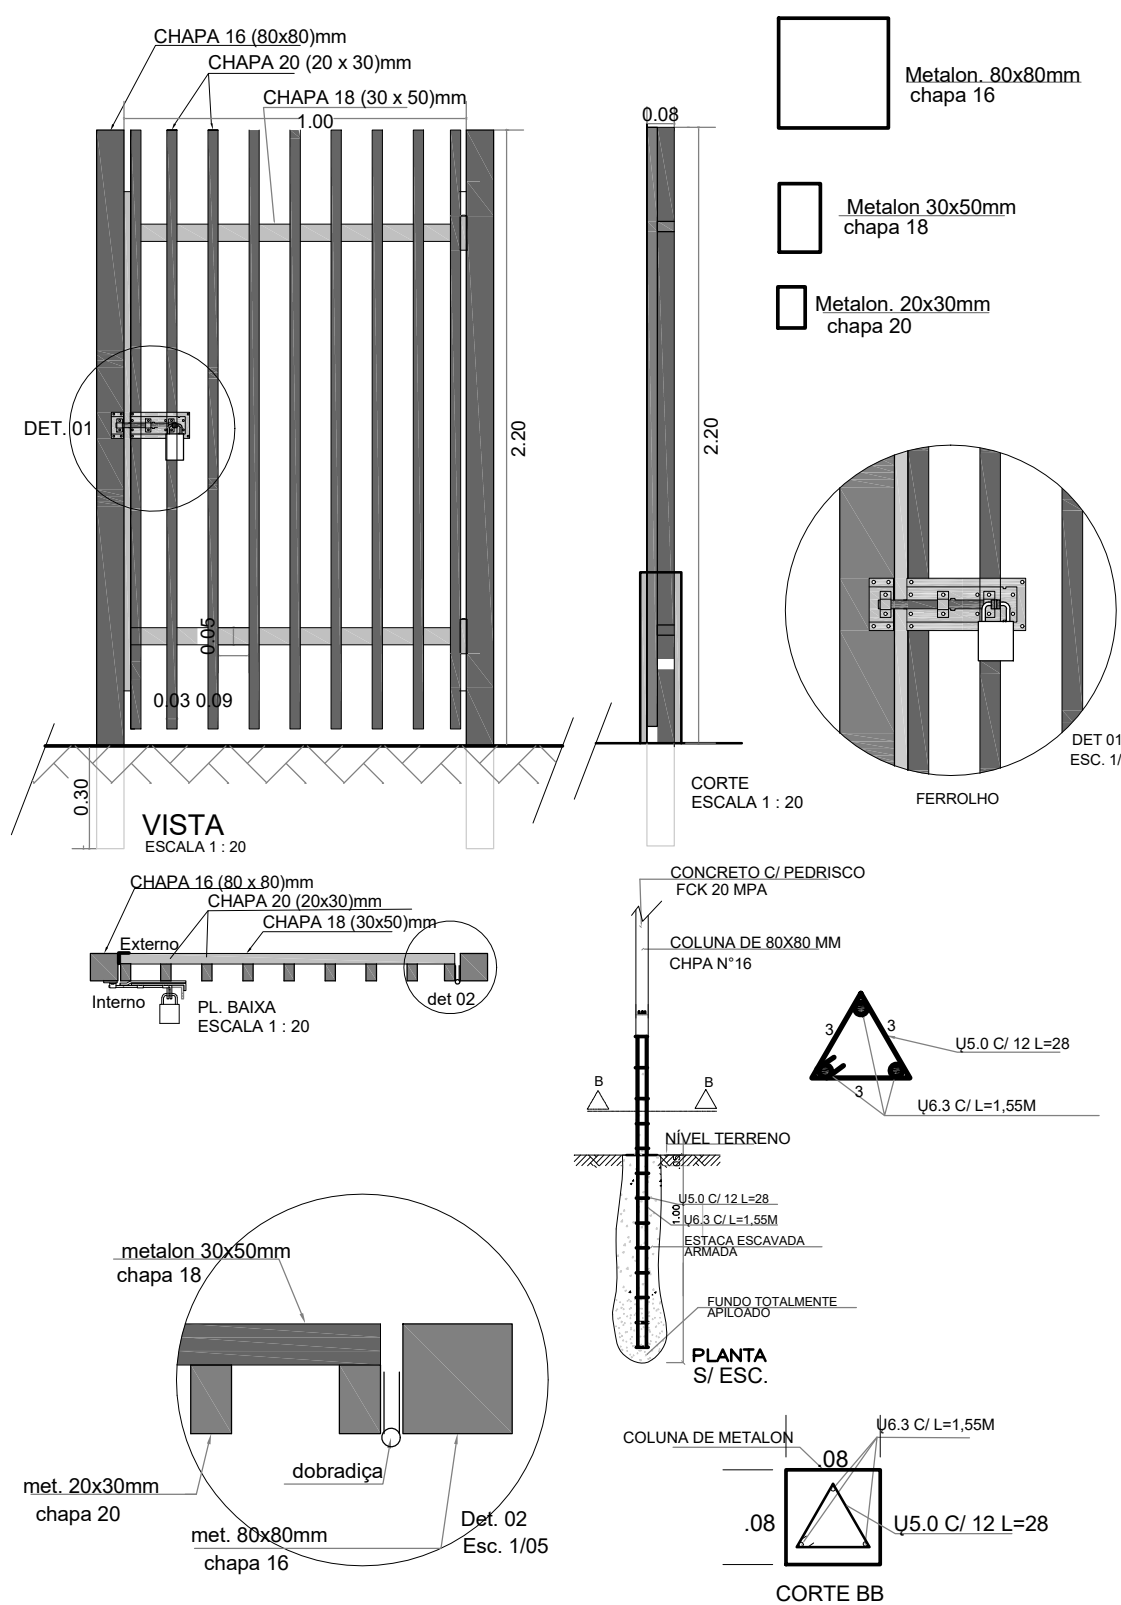 CHAPA 16 (80x80)mm
CHAPA 20 (20 x 30)mm
CHAPA 18 (30 x 50)mm
1.00
DET. 01
2.20
0.05
0.03 0.09
0.30
VISTA
ESCALA 1 : 20
0.08
2.20
CORTE
ESCALA 1 : 20
Metalon. 80x80mm
chapa 16
Metalon 30x50mm
chapa 18
Metalon. 20x30mm
chapa 20
DET 01
ESC. 1/
FERROLHO
CHAPA 16 (80 x 80)mm
CHAPA 20 (20x30)mm
CHAPA 18 (30x50)mm
Externo
Interno
det 02
PL. BAIXA
ESCALA 1 : 20
CONCRETO C/ PEDRISCO
FCK 20 MPA
COLUNA DE 80X80 MM
CHPA N°16
B
B
NÍVEL TERRENO
.05
Ų5.0 C/ 12 L=28
1.00
Ų6.3 C/ L=1,55M
ESTACA ESCAVADA
ARMADA
FUNDO TOTALMENTE
APILOADO
PLANTA
S/ ESC.
3
3
3
Ų5.0 C/ 12 L=28
Ų6.3 C/ L=1,55M
metalon 30x50mm
chapa 18
dobradiça
met. 20x30mm
chapa 20
met. 80x80mm
chapa 16
Det. 02
Esc. 1/05
Ų6.3 C/ L=1,55M
COLUNA DE METALON
.08
.08
Ų5.0 C/ 12 L=28
CORTE BB